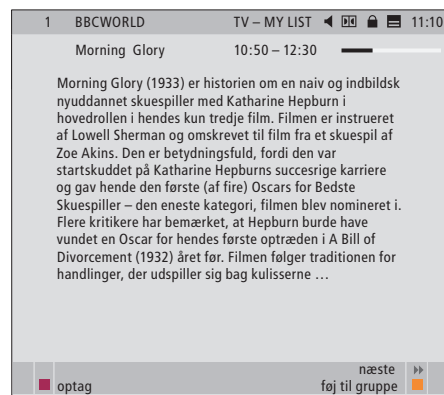 1 BBCWORLD TV – MY LIST 11:10
Morning Glory 10:50 – 12:30
Morning Glory (1933) er historien om en naiv og indbildsk
nyuddannet skuespiller med Katharine Hepburn i
hovedrollen i hendes kun tredje film. Filmen er instrueret
af Lowell Sherman og omskrevet til film fra et skuespil af
Zoe Akins. Den er betydningsfuld, fordi den var
startskuddet på Katharine Hepburns succesrige karriere
og gav hende den første (af fire) Oscars for Bedste
Skuespiller – den eneste kategori, filmen blev nomineret i.
Flere kritikere har bemærket, at Hepburn burde have
vundet en Oscar for hendes første optræden i A Bill of
Divorcement (1932) året før. Filmen følger traditionen for
handlinger, der udspiller sig bag kulisserne …
næste
optag føj til gruppe